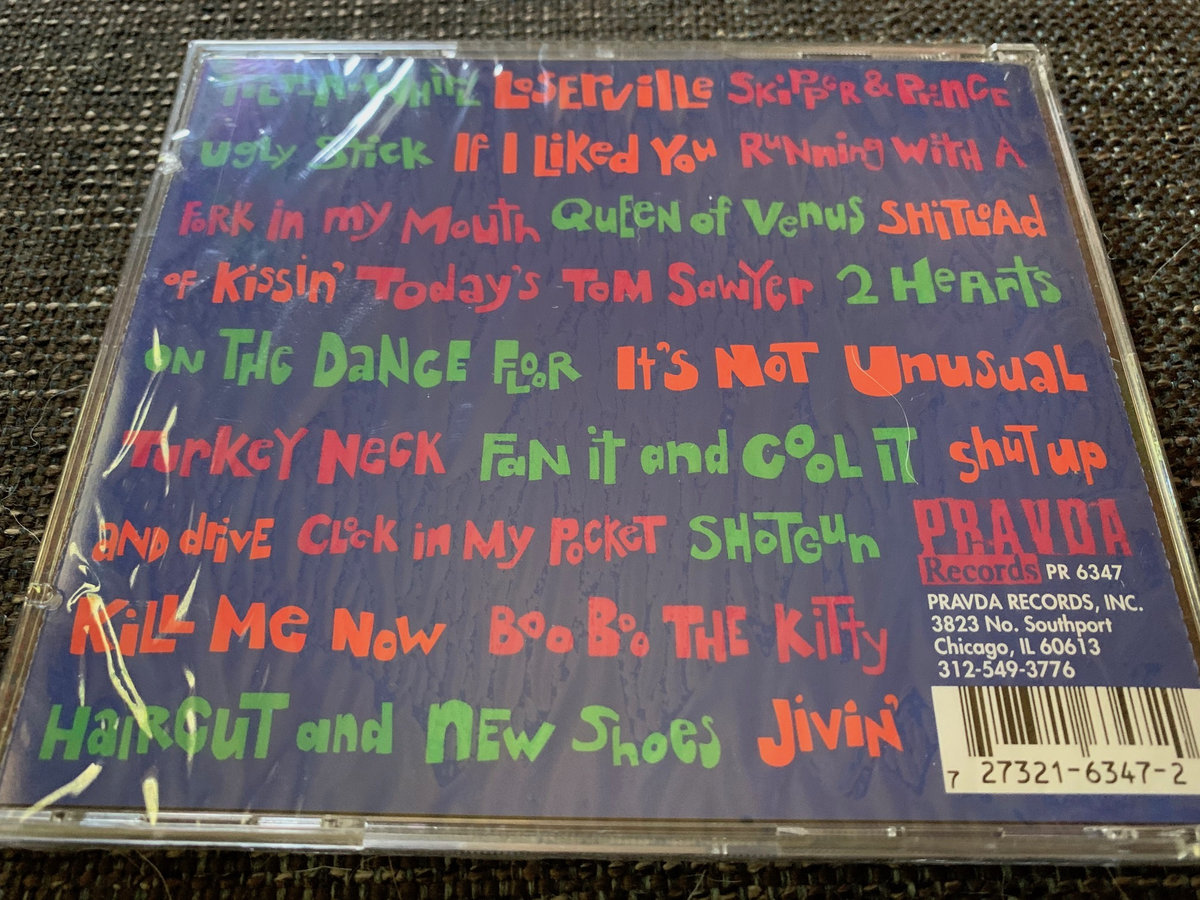 TILT-A-WHIRL LOSERVILLE SKIPPER & PRINCE
UGLY STICK IF I LIKED YOU RUNNING WITH A
FORK IN MY MOUTH QUEEN OF VENUS SHITLOAD
OF KISSIN' TODAY'S TOM SAWYER 2 HEARTS
ON THE DANCE FLOOR IT'S NOT UNUSUAL
TURKEY NECK FAN IT AND COOL IT SHUT UP
AND DRIVE CLOCK IN MY POCKET SHOTGUN
KILL ME NOW BOO BOO THE KITTY
HAIRCUT AND NEW SHOES JIVIN'
PRAVDA
Records PR 6347
PRAVDA RECORDS, INC.
3823 No. Southport
Chicago, IL 60613
312-549-3776
7 27321-6347-2